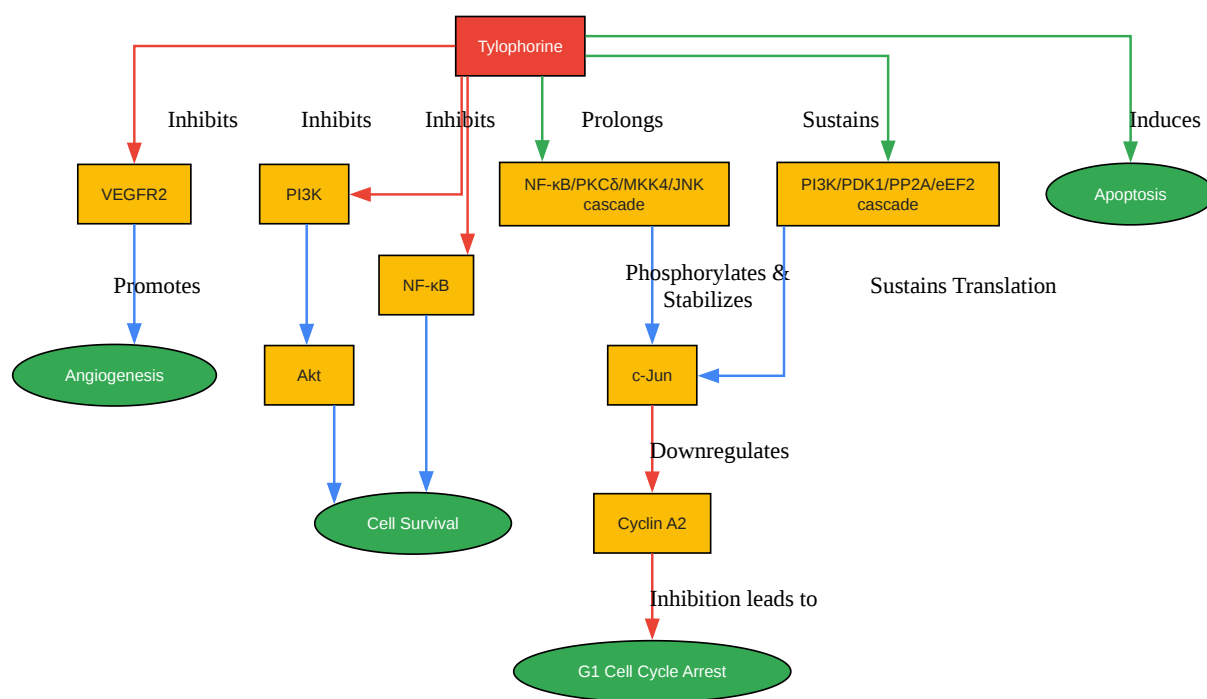 Tylophorine
Inhibits
Inhibits
Inhibits
Prolongs
Sustains
Induces
VEGFR2
PI3K
NF-κB/PKCδ/MKK4/JNK
cascade
PI3K/PDK1/PP2A/eEF2
cascade
Apoptosis
Promotes
NF-κB
Phosphorylates &
Stabilizes
Sustains Translation
Angiogenesis
Akt
c-Jun
Downregulates
Cell Survival
Cyclin A2
Inhibition leads to
G1 Cell Cycle Arrest